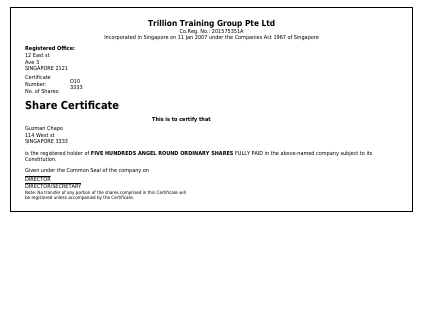 Trillion Training Group Pte Ltd
Co.Reg. No.: 201575351A
Incorporated in Singapore on 11 Jan 2007 under the Companies Act 1967 of Singapore
Registered Office:
12 East st
Ave 3
SINGAPORE 2121
Certificate
Number: O10
No. of Shares: 3333
Share Certificate
This is to certify that
Guzman Chapo
114 West st
SINGAPORE 3333
is the registered holder of FIVE HUNDREDS ANGEL ROUND ORDINARY SHARES FULLY PAID in the above-named company subject to its
Constitution.
Given under the Common Seal of the company on
DIRECTOR
DIRECTOR/SECRETARY
Note: No transfer of any portion of the shares comprised in this Certificate will
be registered unless accompanied by the Certificate.